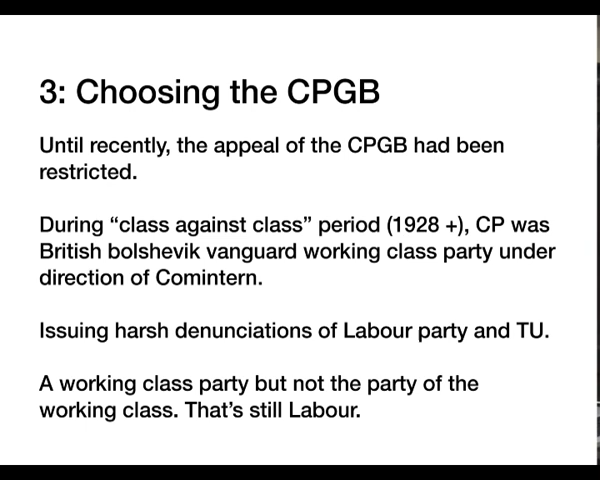 3: Choosing the CPGB
Until recently, the appeal of the CPGB had been
restricted.
During “class against class” period (1928 +), CP was
British bolshevik vanguard working class party under
direction of Comintern.
Issuing harsh denunciations of Labour party and TU.
A working class party but not the party of the
working class. That’s still Labour.